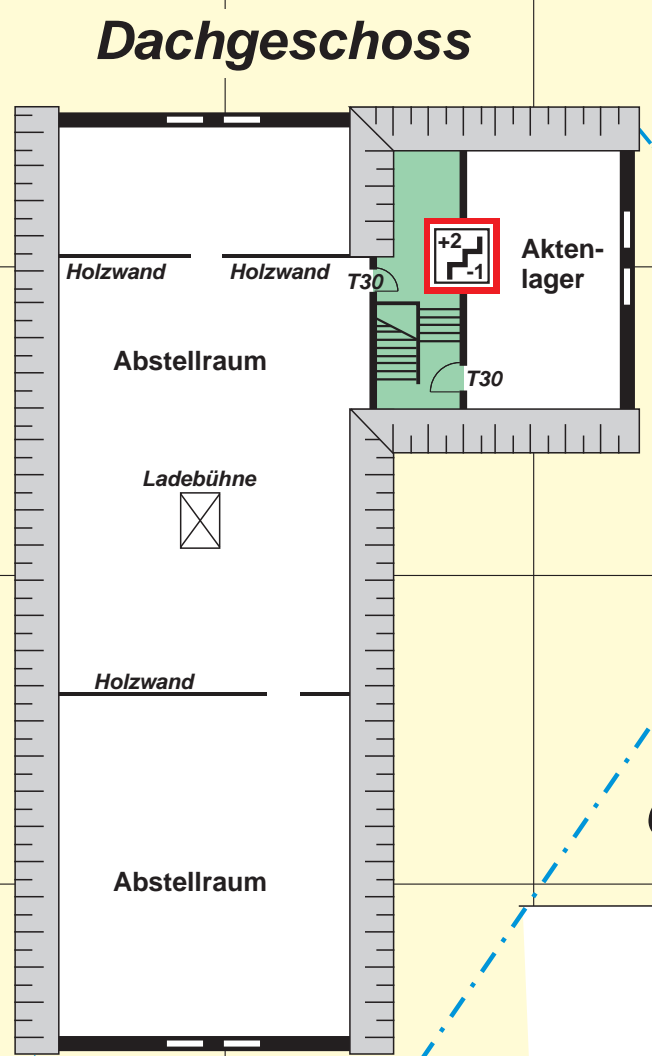 Dachgeschoss
Holzwand
Holzwand
T30
+2
-1
Akten-
lager
Abstellraum
T30
Ladebühne
Holzwand
Abstellraum